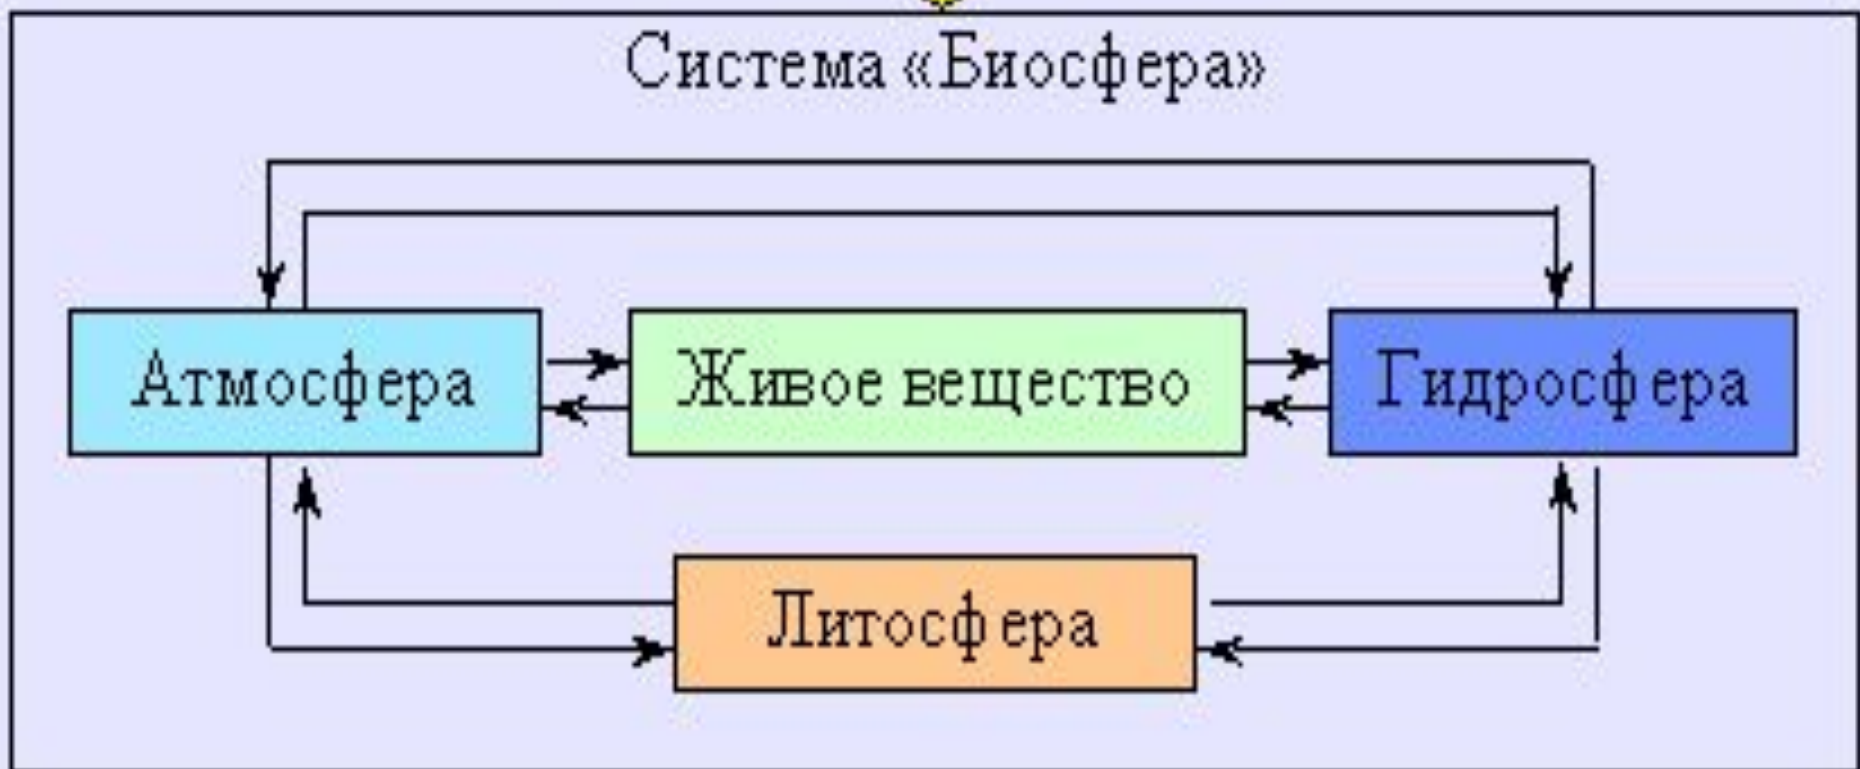 Система «Биосфера»
Атмосфера
Живое вещество
Гидросфера
Литосфера